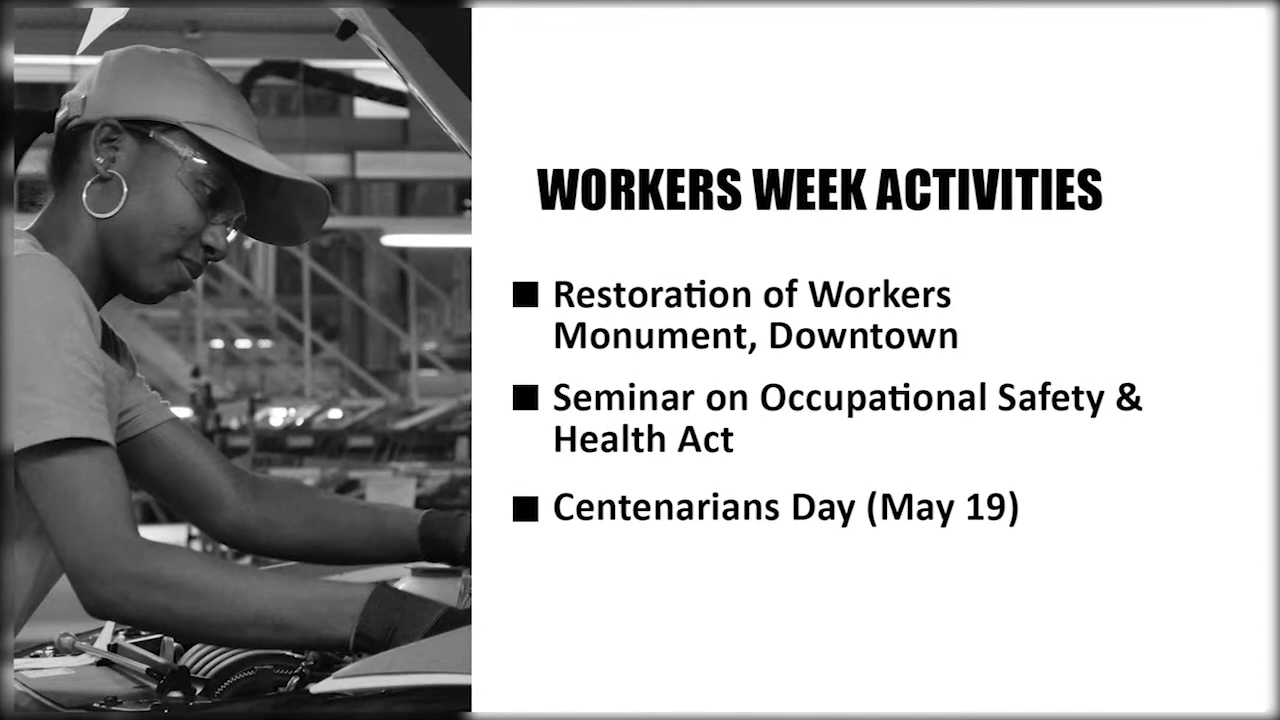 WORKERS WEEK ACTIVITIES
Restoration of Workers
Monument, Downtown
Seminar on Occupational Safety &
Health Act
Centenarians Day (May 19)